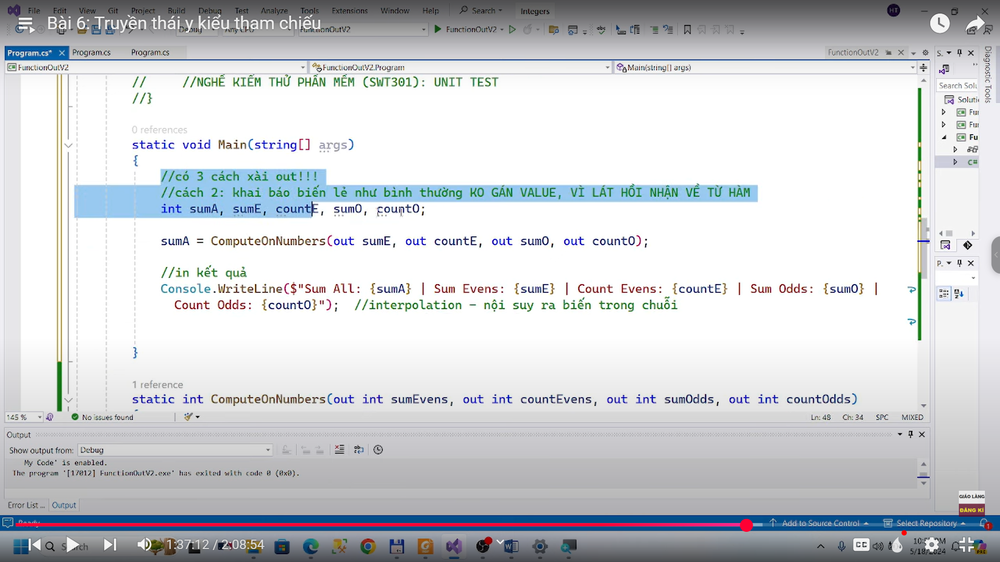 File Edit View Git Project Build Debug Test Analyze Tools Extensions Window Help Search Integers HT
Bài 6: Truyền thái y kiểu tham chiếu
Debug Any CPU FunctionOutV2 FunctionOutV2
Program.cs* Program.cs Program.cs FunctionOutV2
FunctionOutV2 FunctionOutV2.Program Main(string[] args)
// //NGHỀ KIỂM THỬ PHẦN MỀM (SWT301): UNIT TEST
//}
0 references
static void Main(string[] args)
{
//có 3 cách xài out!!!
//cách 2: khai báo biến lẻ như bình thường KO GÁN VALUE, VÌ LÁT HỒI NHẬN VỀ TỪ HÀM
int sumA, sumE, countE, sumO, countO;
sumA = ComputeOnNumbers(out sumE, out countE, out sumO, out countO);
//in kết quả
Console.WriteLine($"Sum All: {sumA} | Sum Evens: {sumE} | Count Evens: {countE} | Sum Odds: {sumO} |
Count Odds: {countO}"); //interpolation - nội suy ra biến trong chuỗi
}
1 reference
static int ComputeOnNumbers(out int sumEvens, out int countEvens, out int sumOdds, out int countOdds)
145 % No issues found Ln: 48 Ch: 34 SPC MIXED
Output
Show output from: Debug
My Code' is enabled.
The program '[17012] FunctionOutV2.exe' has exited with code 0 (0x0).
Error List ... Output
Ready Add to Source Control Select Repository 1
S.
Search Solu
Soluti
C# Fu
C# Fu
C# Fu
C#
P.
Diagnostic Tools
GIÁO LÀNG
ĐĂNG KÍ
Search 1:37:12 / 2:08:54 CC
5/18/2024